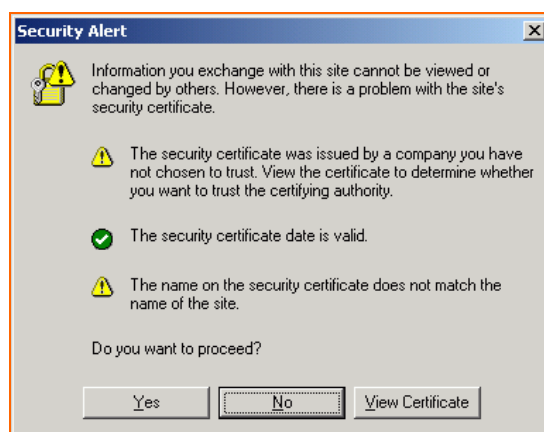 Security Alert
Information you exchange with this site cannot be viewed or
changed by others. However, there is a problem with the site's
security certificate.
The security certificate was issued by a company you have
not chosen to trust. View the certificate to determine whether
you want to trust the certifying authority.
The security certificate date is valid.
The name on the security certificate does not match the
name of the site.
Do you want to proceed?
Yes
No
View Certificate